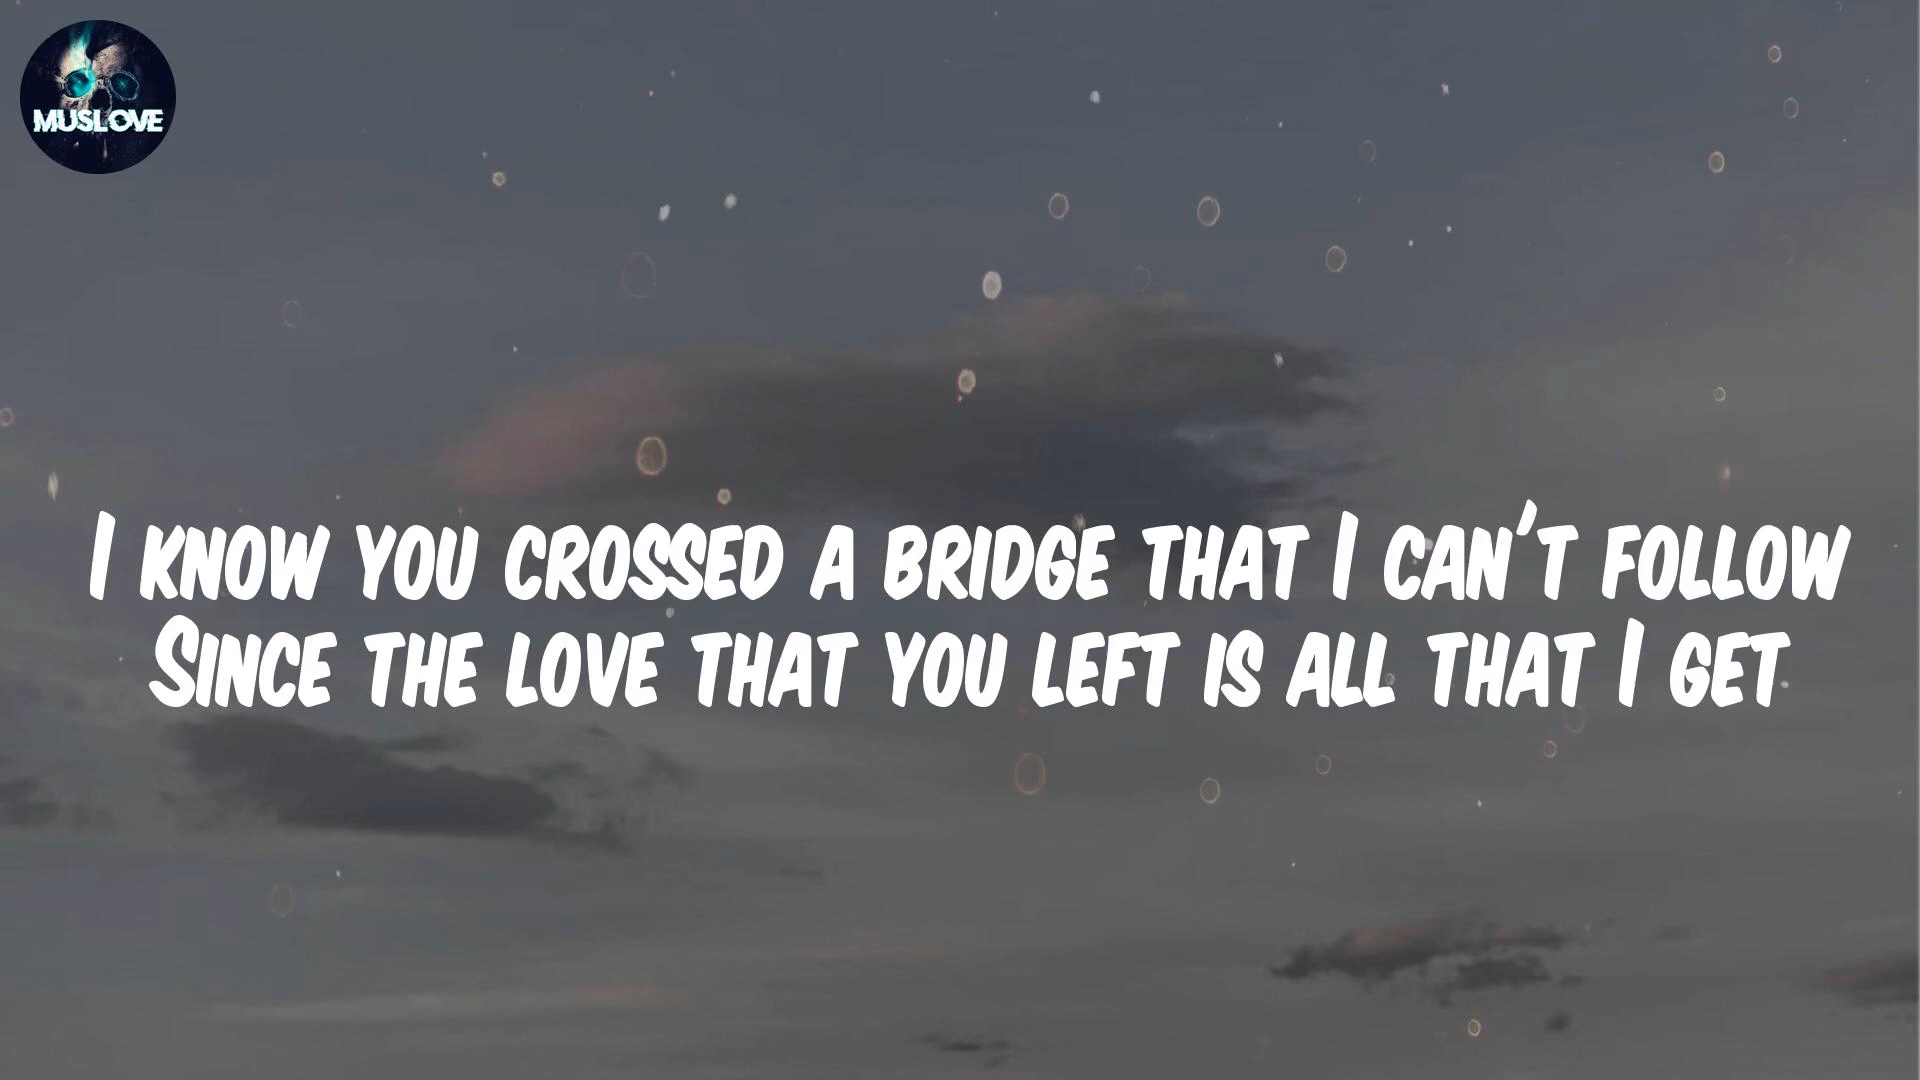 MUSLOVE
I KNOW YOU CROSSED A BRIDGE THAT I CAN'T FOLLOW
SINCE THE LOVE THAT YOU LEFT IS ALL THAT I GET